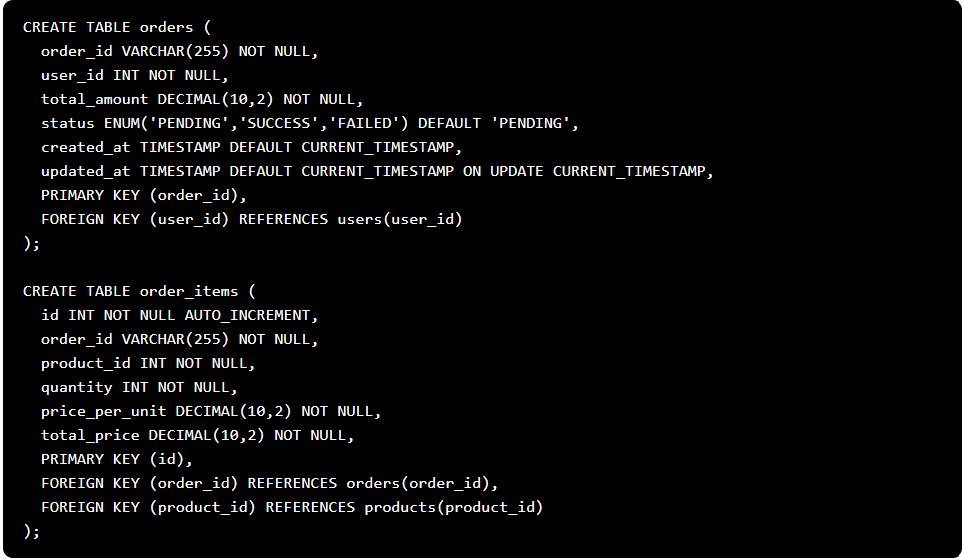 CREATE TABLE orders (
  order_id VARCHAR(255) NOT NULL,
  user_id INT NOT NULL,
  total_amount DECIMAL(10,2) NOT NULL,
  status ENUM('PENDING','SUCCESS','FAILED') DEFAULT 'PENDING',
  created_at TIMESTAMP DEFAULT CURRENT_TIMESTAMP,
  updated_at TIMESTAMP DEFAULT CURRENT_TIMESTAMP ON UPDATE CURRENT_TIMESTAMP,
  PRIMARY KEY (order_id),
  FOREIGN KEY (user_id) REFERENCES users(user_id)
);

CREATE TABLE order_items (
  id INT NOT NULL AUTO_INCREMENT,
  order_id VARCHAR(255) NOT NULL,
  product_id INT NOT NULL,
  quantity INT NOT NULL,
  price_per_unit DECIMAL(10,2) NOT NULL,
  total_price DECIMAL(10,2) NOT NULL,
  PRIMARY KEY (id),
  FOREIGN KEY (order_id) REFERENCES orders(order_id),
  FOREIGN KEY (product_id) REFERENCES products(product_id)
);